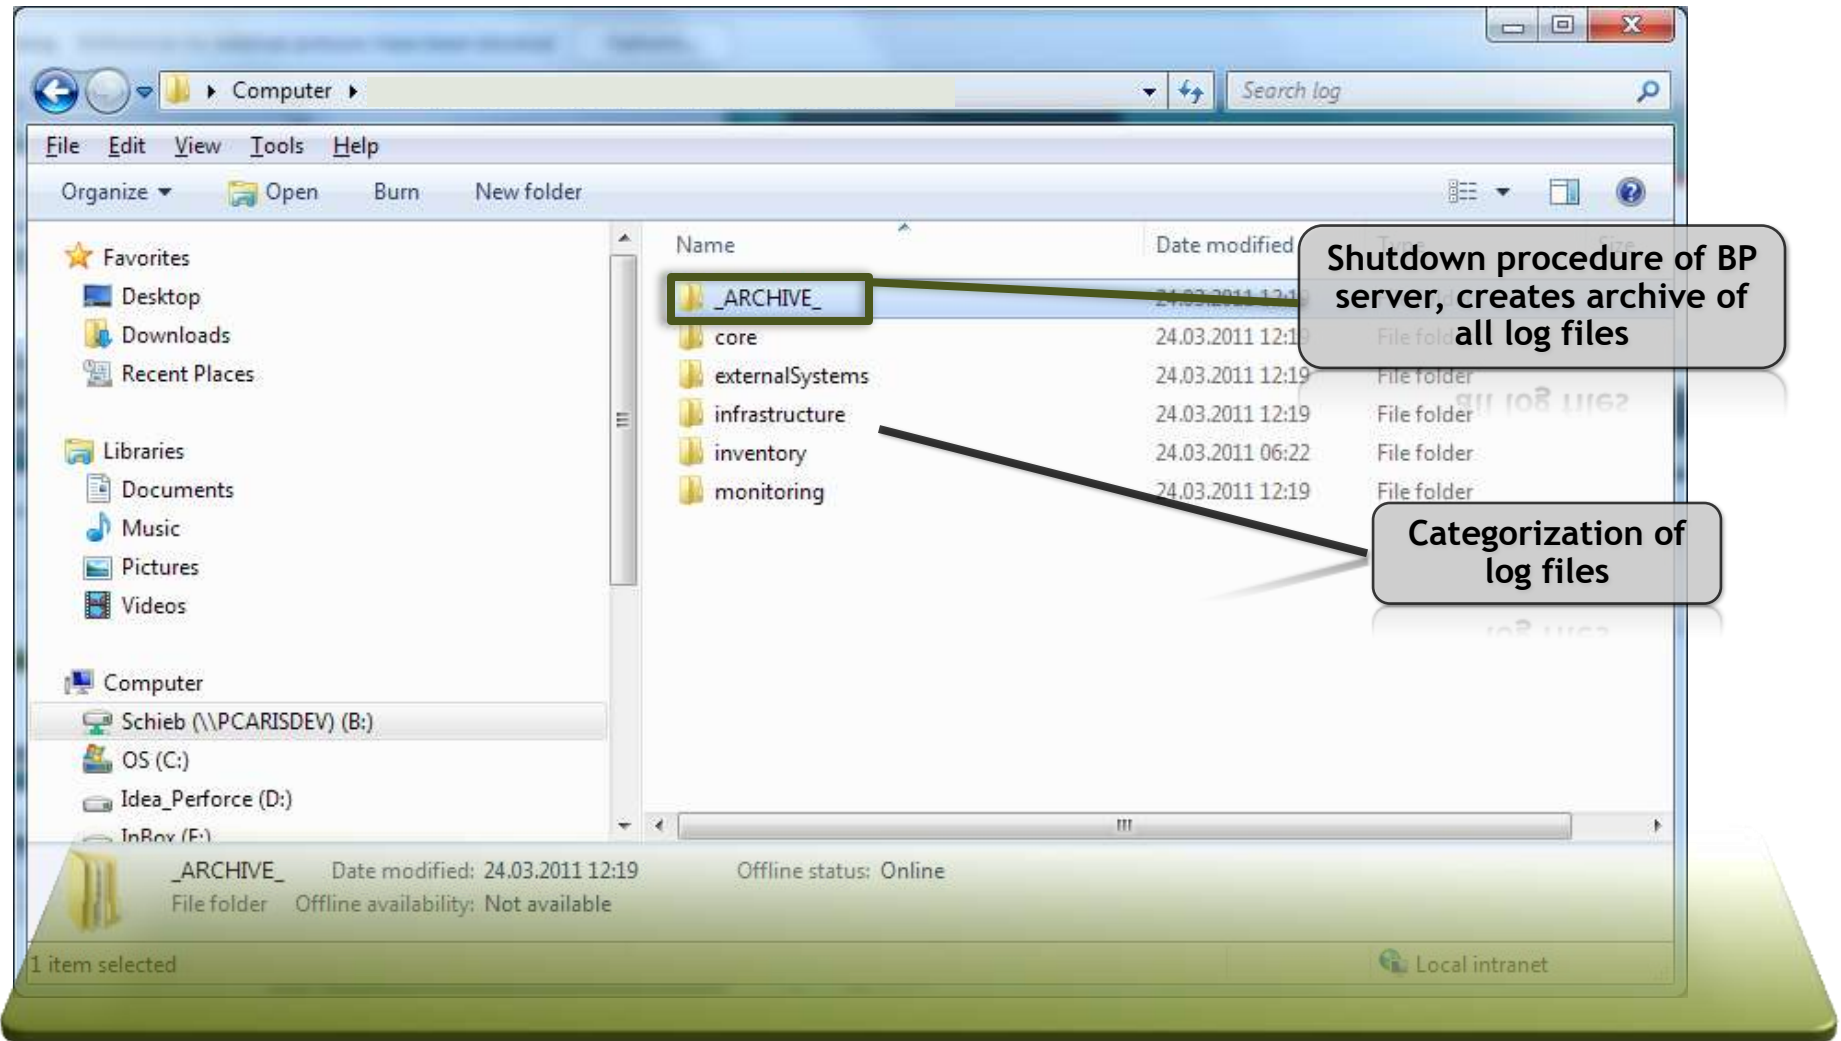 Computer
Search log
File Edit View Tools Help
Organize Open Burn New folder
Name Date modified
Favorites
Desktop
Downloads
Recent Places
Libraries
Documents
Music
Pictures
Videos
Computer
Schieb (\\PCARISDEV) (B:)
OS (C:)
Idea_Perforce (D:)
_ARCHIVE_ 24.03.2011 12:19
core 24.03.2011 12:19
externalSystems 24.03.2011 12:19 File folder
infrastructure 24.03.2011 12:19 File folder
inventory 24.03.2011 06:22 File folder
monitoring 24.03.2011 12:19 File folder
Shutdown procedure of BP
server, creates archive of
all log files
Categorization of
log files
_ARCHIVE_ Date modified: 24.03.2011 12:19 Offline status: Online
File folder Offline availability: Not available
1 item selected Local intranet